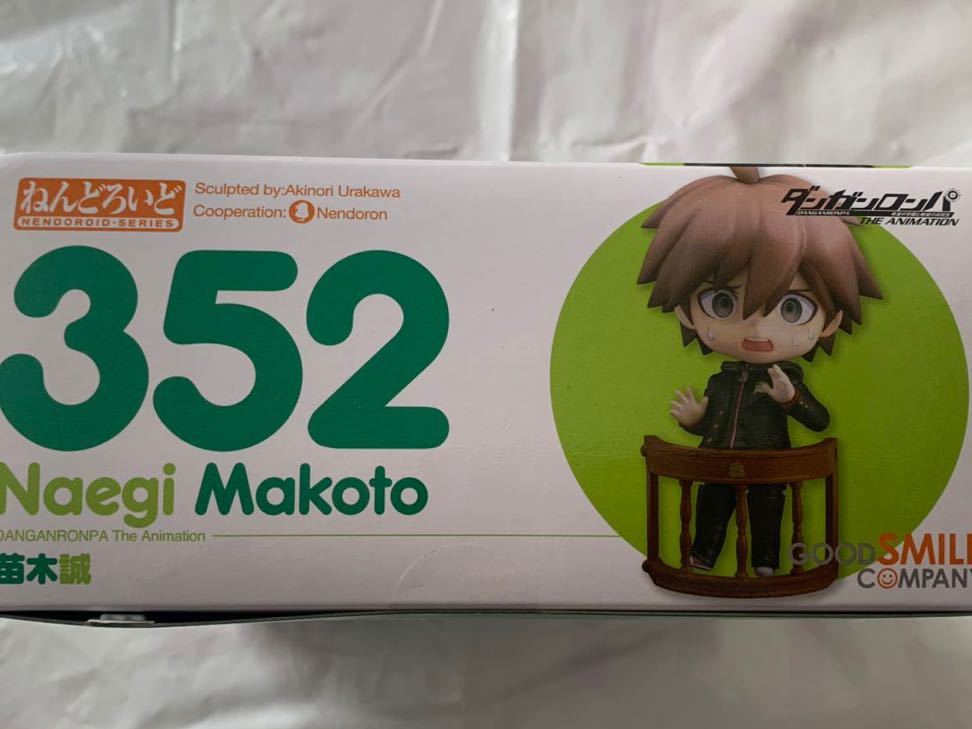 ねんどろいど
NENDOROID·SERIES
Sculpted by:Akinori Urakawa
Cooperation: Nendoron
352
Naegi Makoto
DANGANRONPA The Animation
苗木誠
ダンガンロンパ
DANGANRONPA
THE ANIMATION
GOOD SMILE
COMPANY